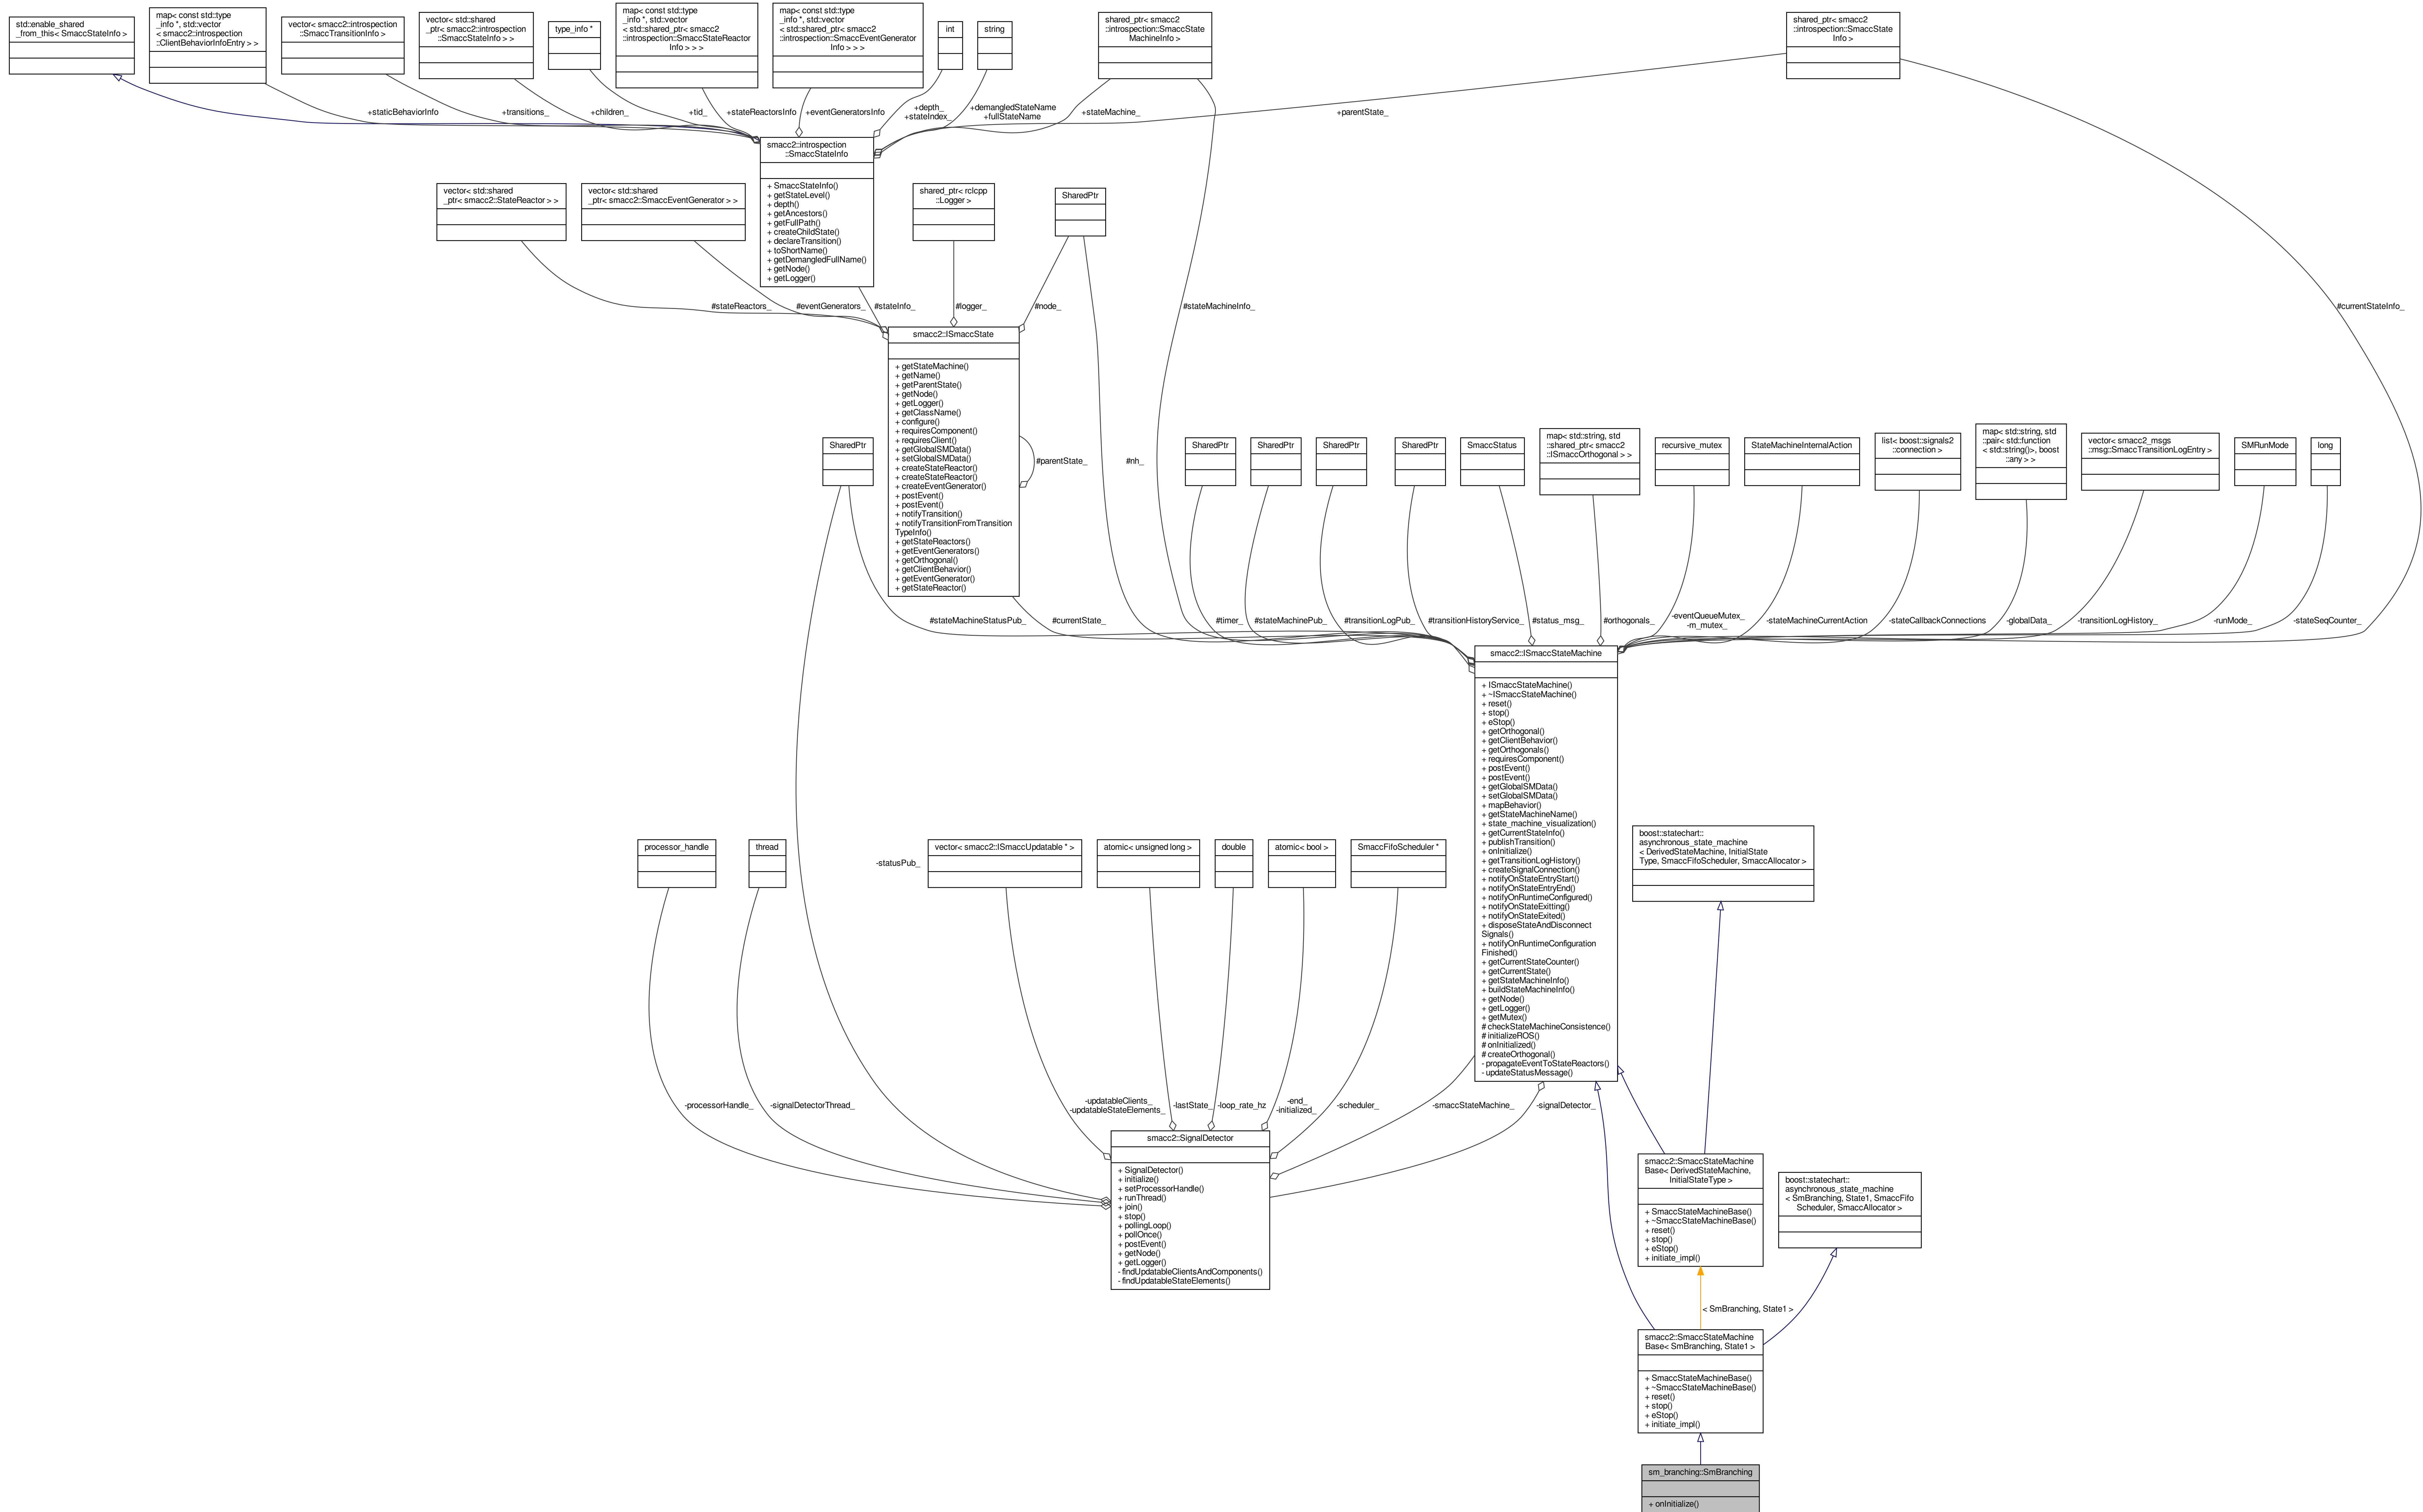 std::enable_shared
_from_this< SmaccStateInfo >
map< const std::type
_info *, std::vector
< smacc2::introspection
::ClientBehaviorInfoEntry > >
vector< smacc2::introspection
::SmaccTransitionInfo >
vector< std::shared
_ptr< smacc2::introspection
::SmaccStateInfo > >
type_info *
map< const std::type
_info *, std::vector
< std::shared_ptr< smacc2
::introspection::SmaccStateReactor
Info > > >
map< const std::type
_info *, std::vector
< std::shared_ptr< smacc2
::introspection::SmaccEventGenerator
Info > > >
int
string
shared_ptr< smacc2
::introspection::SmaccState
MachineInfo >
shared_ptr< smacc2
::introspection::SmaccState
Info >
+staticBehaviorInfo
+transitions_
+children_
+tid_
+stateReactorsInfo
+eventGeneratorsInfo
+depth_
+stateIndex_
+demangledStateName
+fullStateName
+stateMachine_
+parentState_
smacc2::introspection
::SmaccStateInfo
+ SmaccStateInfo()
+ getStateLevel()
+ depth()
+ getAncestors()
+ getFullPath()
+ createChildState()
+ declareTransition()
+ toShortName()
+ getDemangledFullName()
+ getNode()
+ getLogger()
vector< std::shared
_ptr< smacc2::StateReactor > >
vector< std::shared
_ptr< smacc2::SmaccEventGenerator > >
shared_ptr< rclcpp
::Logger >
SharedPtr
#stateReactors_
#eventGenerators_
#stateInfo_
#logger_
#node_
#stateMachineInfo_
#currentStateInfo_
smacc2::ISmaccState
+ getStateMachine()
+ getName()
+ getParentState()
+ getNode()
+ getLogger()
+ getClassName()
+ configure()
+ requiresComponent()
+ requiresClient()
+ getGlobalSMData()
+ setGlobalSMData()
+ createStateReactor()
+ createStateReactor()
+ createEventGenerator()
+ postEvent()
+ postEvent()
+ notifyTransition()
+ notifyTransitionFromTransition
TypeInfo()
+ getStateReactors()
+ getEventGenerators()
+ getOrthogonal()
+ getClientBehavior()
+ getEventGenerator()
+ getStateReactor()
#parentState_
#nh_
SharedPtr
SharedPtr
SharedPtr
SharedPtr
SharedPtr
SmaccStatus
map< std::string, std
::shared_ptr< smacc2
::ISmaccOrthogonal > >
recursive_mutex
StateMachineInternalAction
list< boost::signals2
::connection >
map< std::string, std
::pair< std::function
< std::string()>, boost
::any > >
vector< smacc2_msgs
::msg::SmaccTransitionLogEntry >
SMRunMode
long
#stateMachineStatusPub_
#currentState_
#timer_
#stateMachinePub_
#transitionLogPub_
#transitionHistoryService_
#status_msg_
#orthogonals_
-eventQueueMutex_
-m_mutex_
-stateMachineCurrentAction
-stateCallbackConnections
-globalData_
-transitionLogHistory_
-runMode_
-stateSeqCounter_
smacc2::ISmaccStateMachine
+ ISmaccStateMachine()
+ ~ISmaccStateMachine()
+ reset()
+ stop()
+ eStop()
+ getOrthogonal()
+ getClientBehavior()
+ getOrthogonals()
+ requiresComponent()
+ postEvent()
+ postEvent()
+ getGlobalSMData()
+ setGlobalSMData()
+ mapBehavior()
+ getStateMachineName()
+ state_machine_visualization()
+ getCurrentStateInfo()
+ publishTransition()
+ onInitialize()
+ getTransitionLogHistory()
+ createSignalConnection()
+ notifyOnStateEntryStart()
+ notifyOnStateEntryEnd()
+ notifyOnRuntimeConfigured()
+ notifyOnStateExitting()
+ notifyOnStateExited()
+ disposeStateAndDisconnect
Signals()
+ notifyOnRuntimeConfiguration
Finished()
+ getCurrentStateCounter()
+ getCurrentState()
+ getStateMachineInfo()
+ buildStateMachineInfo()
+ getNode()
+ getLogger()
+ getMutex()
# checkStateMachineConsistence()
# initializeROS()
# onInitialized()
# createOrthogonal()
- propagateEventToStateReactors()
- updateStatusMessage()
processor_handle
thread
-statusPub_
vector< smacc2::ISmaccUpdatable * >
atomic< unsigned long >
double
atomic< bool >
SmaccFifoScheduler *
boost::statechart::
asynchronous_state_machine
< DerivedStateMachine, InitialState
Type, SmaccFifoScheduler, SmaccAllocator >
-processorHandle_
-signalDetectorThread_
-updatableClients_
-updatableStateElements_
-lastState_
-loop_rate_hz
-end_
-initialized_
-scheduler_
-smaccStateMachine_
-signalDetector_
smacc2::SignalDetector
+ SignalDetector()
+ initialize()
+ setProcessorHandle()
+ runThread()
+ join()
+ stop()
+ pollingLoop()
+ pollOnce()
+ postEvent()
+ getNode()
+ getLogger()
- findUpdatableClientsAndComponents()
- findUpdatableStateElements()
smacc2::SmaccStateMachine
Base< DerivedStateMachine,
InitialStateType >
+ SmaccStateMachineBase()
+ ~SmaccStateMachineBase()
+ reset()
+ stop()
+ eStop()
+ initiate_impl()
boost::statechart::
asynchronous_state_machine
< SmBranching, State1, SmaccFifo
Scheduler, SmaccAllocator >
< SmBranching, State1 >
smacc2::SmaccStateMachine
Base< SmBranching, State1 >
+ SmaccStateMachineBase()
+ ~SmaccStateMachineBase()
+ reset()
+ stop()
+ eStop()
+ initiate_impl()
sm_branching::SmBranching
+ onInitialize()